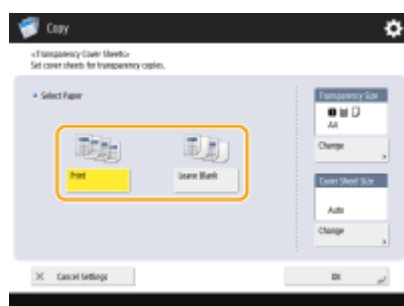 Copy
<Transparency Cover Sheets>
Set cover sheets for transparency copies.
Select Paper
Print
Leave Blank
Transparency Size
A4
Change
Cover Sheet Size
Auto
Change
Cancel Settings
OK